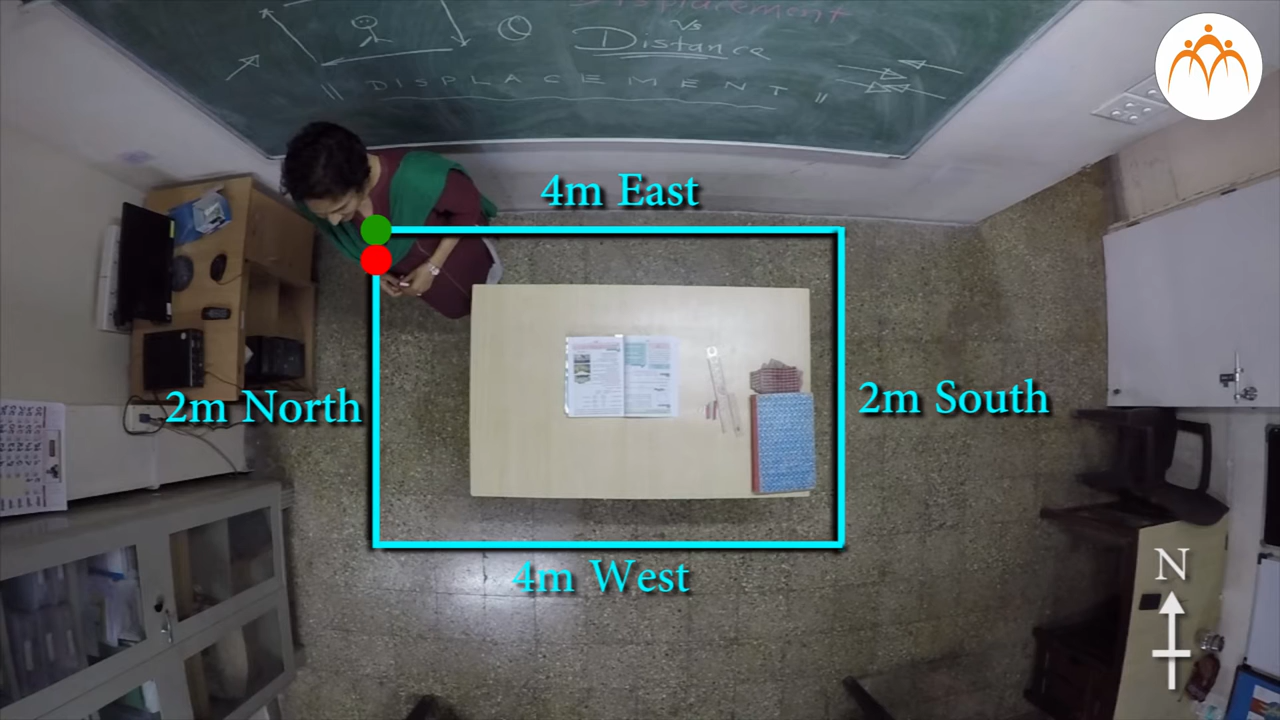 Displacement
Vs
Distance
|| DISPLACEMENT ||
4m East
2m North
2m South
4m West
N